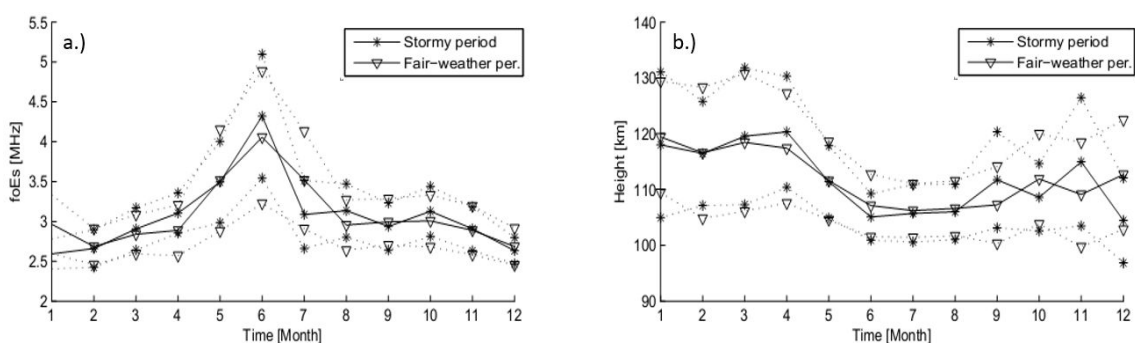 a.)
Stormy period
Fair-weather per.
foEs [MHz]
5.5
5
4.5
4
3.5
3
2.5
2
1 2 3 4 5 6 7 8 9 10 11 12
Time [Month]
b.)
Stormy period
Fair-weather per.
Height [km]
140
130
120
110
100
90
1 2 3 4 5 6 7 8 9 10 11 12
Time [Month]